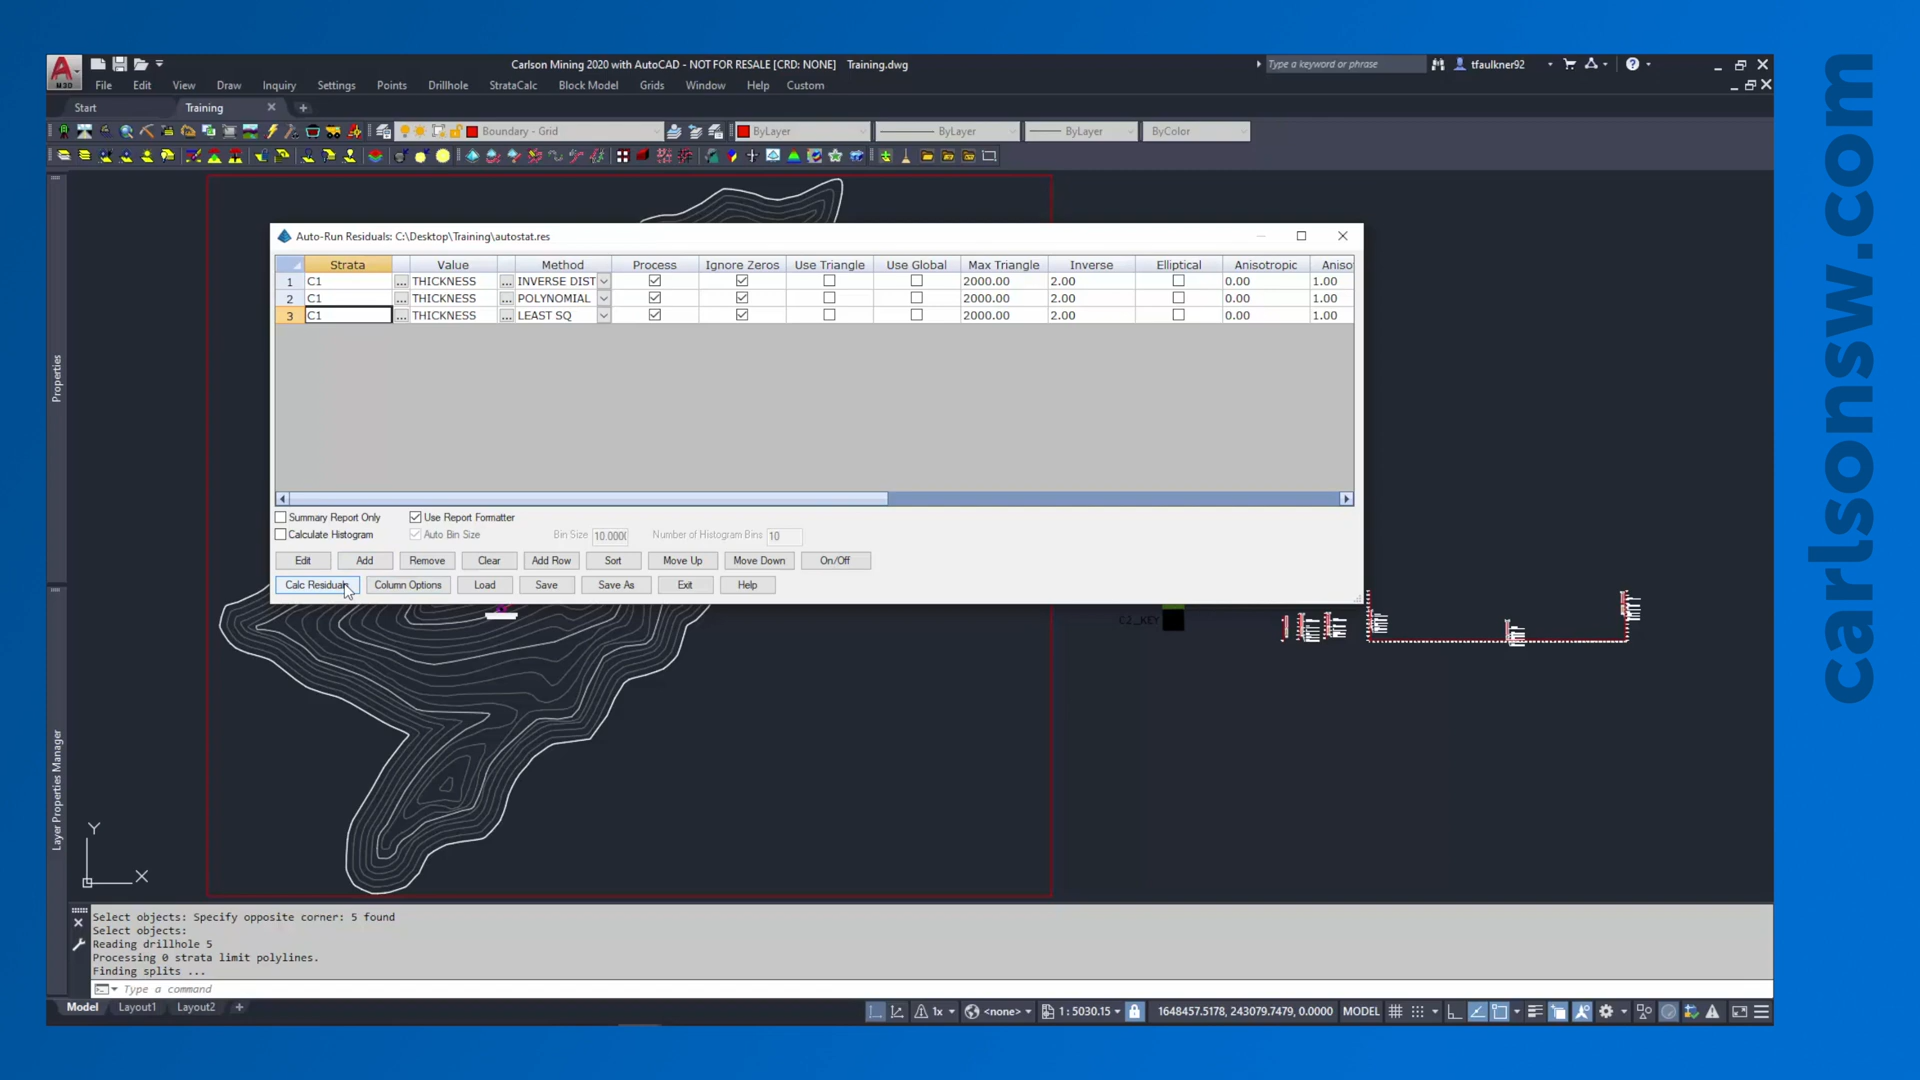 Carlson Mining 2020 with AutoCAD - NOT FOR RESALE [CRD: NONE] Training.dwg
Type a keyword or phrase
tfaulkner92
M3D
File Edit View Draw Inquiry Settings Points Drillhole StrataCalc Block Model Grids Window Help Custom
Start Training
Boundary - Grid
ByLayer ByLayer ByLayer ByColor
Auto-Run Residuals: C:\Desktop\Training\autostat.res
Strata Value Method Process Ignore Zeros Use Triangle Use Global Max Triangle Inverse Elliptical Anisotropic Aniso
1 C1 ... THICKNESS ... INVERSE DIST 2000.00 2.00 0.00 1.00
2 C1 ... THICKNESS ... POLYNOMIAL 2000.00 2.00 0.00 1.00
3 C1 ... THICKNESS ... LEAST SQ 2000.00 2.00 0.00 1.00
Summary Report Only Use Report Formatter
Calculate Histogram Auto Bin Size Bin Size 10.000 Number of Histogram Bins 10
Edit Add Remove Clear Add Row Sort Move Up Move Down On/Off
Calc Residuals Column Options Load Save Save As Exit Help
C2_KEY
Properties
Layer Properties Manager
Y
X
Select objects: Specify opposite corner: 5 found
Select objects:
Reading drillhole 5
Processing 0 strata limit polylines.
Finding splits ...
Type a command
Model Layout1 Layout2
1x <none> 1 : 5030.15 1648457.5178, 243079.7479, 0.0000 MODEL
carlsonsw.com